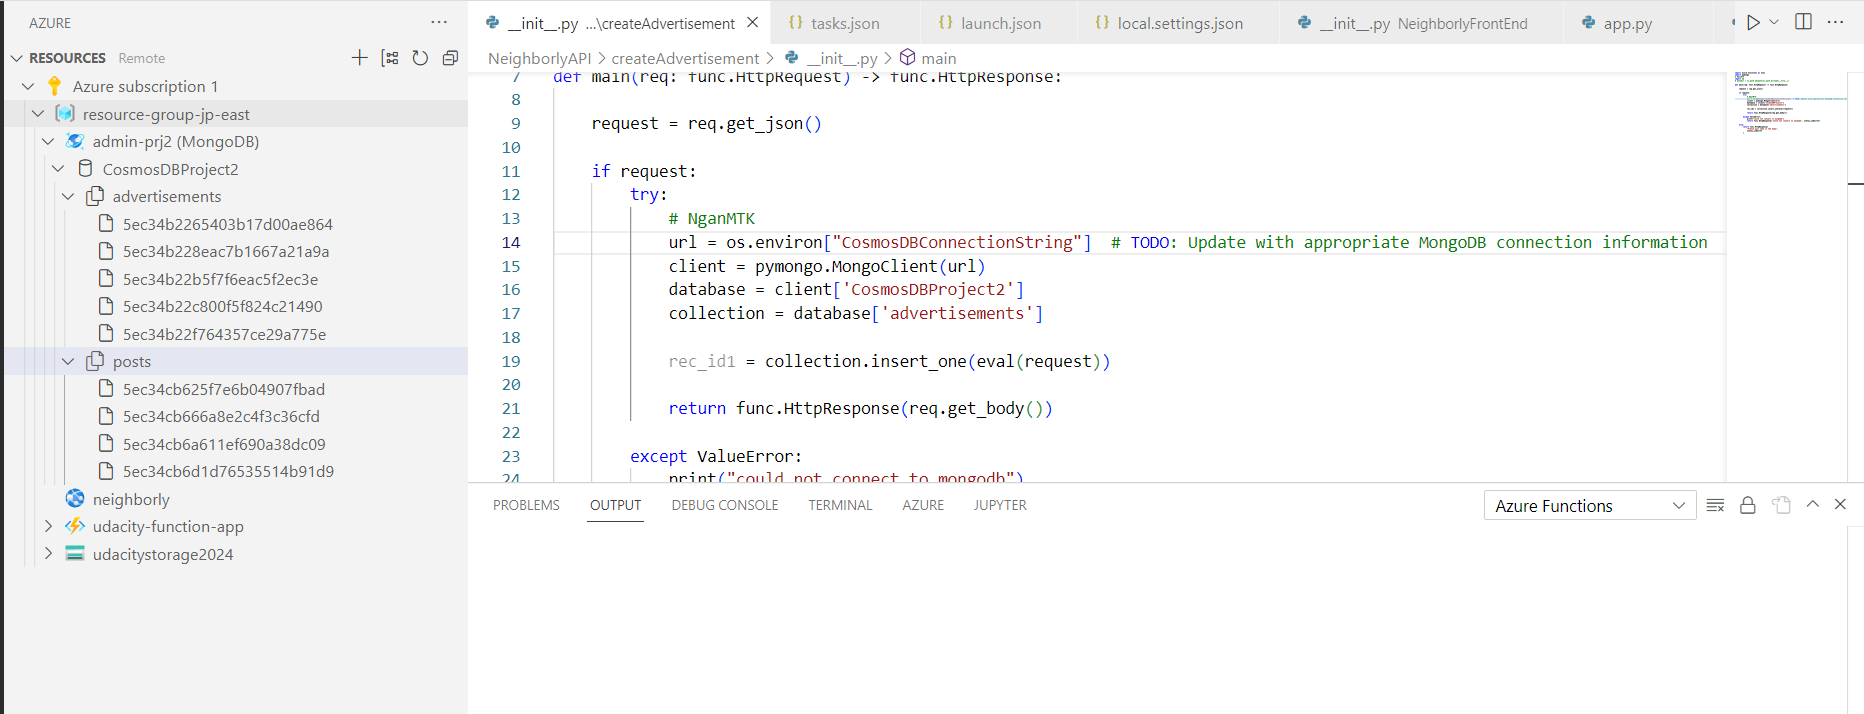 AZURE
RESOURCES Remote
Azure subscription 1
resource-group-jp-east
admin-prj2 (MongoDB)
CosmosDBProject2
advertisements
5ec34b2265403b17d00ae864
5ec34b228eac7b1667a21a9a
5ec34b22b5f7f6eac5f2ec3e
5ec34b22c800f5f824c21490
5ec34b22f764357ce29a775e
posts
5ec34cb625f7e6b04907fbad
5ec34cb666a8e2c4f3c36cfd
5ec34cb6a611ef690a38dc09
5ec34cb6d1d76535514b91d9
neighborly
udacity-function-app
udacitystorage2024
__init__.py ...\createAdvertisement tasks.json launch.json local.settings.json __init__.py NeighborlyFrontEnd app.py
NeighborlyAPI > createAdvertisement > __init__.py > main
7 def main(req: func.HttpRequest) -> func.HttpResponse:
8
9 request = req.get_json()
10
11 if request:
12 try:
13 # NganMTK
14 url = os.environ["CosmosDBConnectionString"] # TODO: Update with appropriate MongoDB connection information
15 client = pymongo.MongoClient(url)
16 database = client['CosmosDBProject2']
17 collection = database['advertisements']
18
19 rec_id1 = collection.insert_one(eval(request))
20
21 return func.HttpResponse(req.get_body())
22
23 except ValueError:
24 print("could not connect to mongodb")
PROBLEMS OUTPUT DEBUG CONSOLE TERMINAL AZURE JUPYTER
Azure Functions